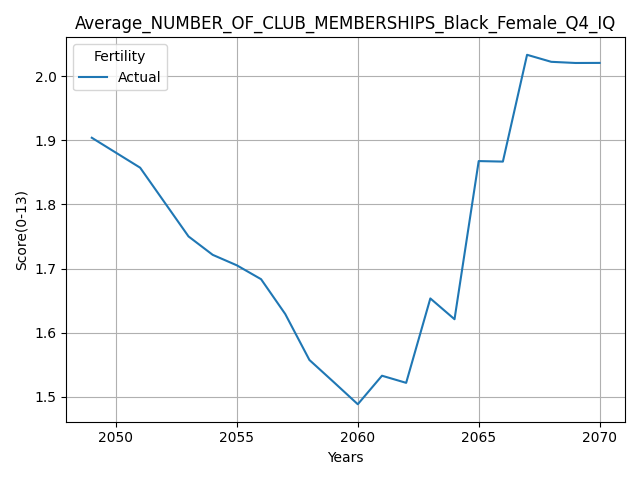 Average_NUMBER_OF_CLUB_MEMBERSHIPS_Black_Female_Q4_IQ
Fertility
Actual
Score(0-13)
2.0
1.9
1.8
1.7
1.6
1.5
2050 2055 2060 2065 2070
Years